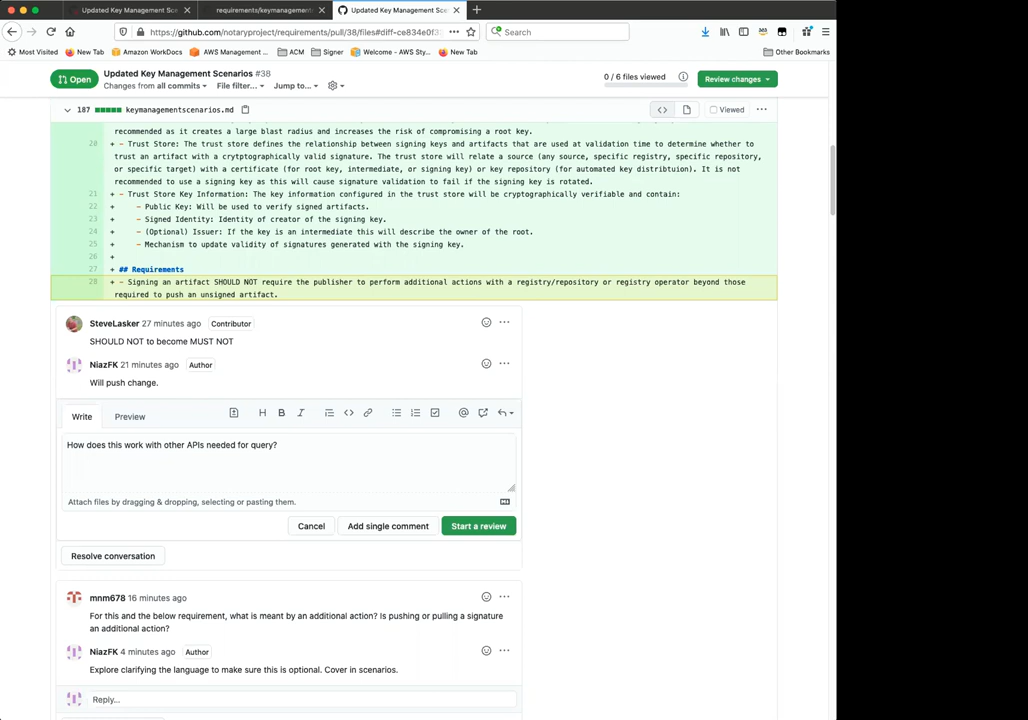 Updated Key Management Sce
requirements/keymanagement
Updated Key Management Sce
https://github.com/notaryproject/requirements/pull/38/files#diff-ce834e0f3
Search
Most Visited
New Tab
Amazon WorkDocs
AWS Management ...
ACM
Signer
Welcome - AWS Sty...
New Tab
Other Bookmarks
Open
Updated Key Management Scenarios #38
Changes from all commits
File filter...
Jump to...
0 / 6 files viewed
Review changes
187
keymanagementscenarios.md
Viewed
recommended as it creates a large blast radius and increases the risk of compromising a root key.
20 + - Trust Store: The trust store defines the relationship between signing keys and artifacts that are used at validation time to determine whether to
trust an artifact with a cryptographically valid signature. The trust store will relate a source (any source, specific registry, specific repository,
or specific target) with a certificate (for root key, intermediate, or signing key) or key repository (for automated key distribtuion). It is not
recommended to use a signing key as this will cause signature validation to fail if the signing key is rotated.
21 + - Trust Store Key Information: The key information configured in the trust store will be cryptographically verifiable and contain:
22 + - Public Key: Will be used to verify signed artifacts.
23 + - Signed Identity: Identity of creator of the signing key.
24 + - (Optional) Issuer: If the key is an intermediate this will describe the owner of the root.
25 + - Mechanism to update validity of signatures generated with the signing key.
26 +
27 + ## Requirements
28 + - Signing an artifact SHOULD NOT require the publisher to perform additional actions with a registry/repository or registry operator beyond those
required to push an unsigned artifact.
SteveLasker 27 minutes ago Contributor
SHOULD NOT to become MUST NOT
NiazFK 21 minutes ago Author
Will push change.
Write
Preview
H B I
How does this work with other APIs needed for query?
Attach files by dragging & dropping, selecting or pasting them.
Cancel
Add single comment
Start a review
Resolve conversation
mnm678 16 minutes ago
For this and the below requirement, what is meant by an additional action? Is pushing or pulling a signature
an additional action?
NiazFK 4 minutes ago Author
Explore clarifying the language to make sure this is optional. Cover in scenarios.
Reply...